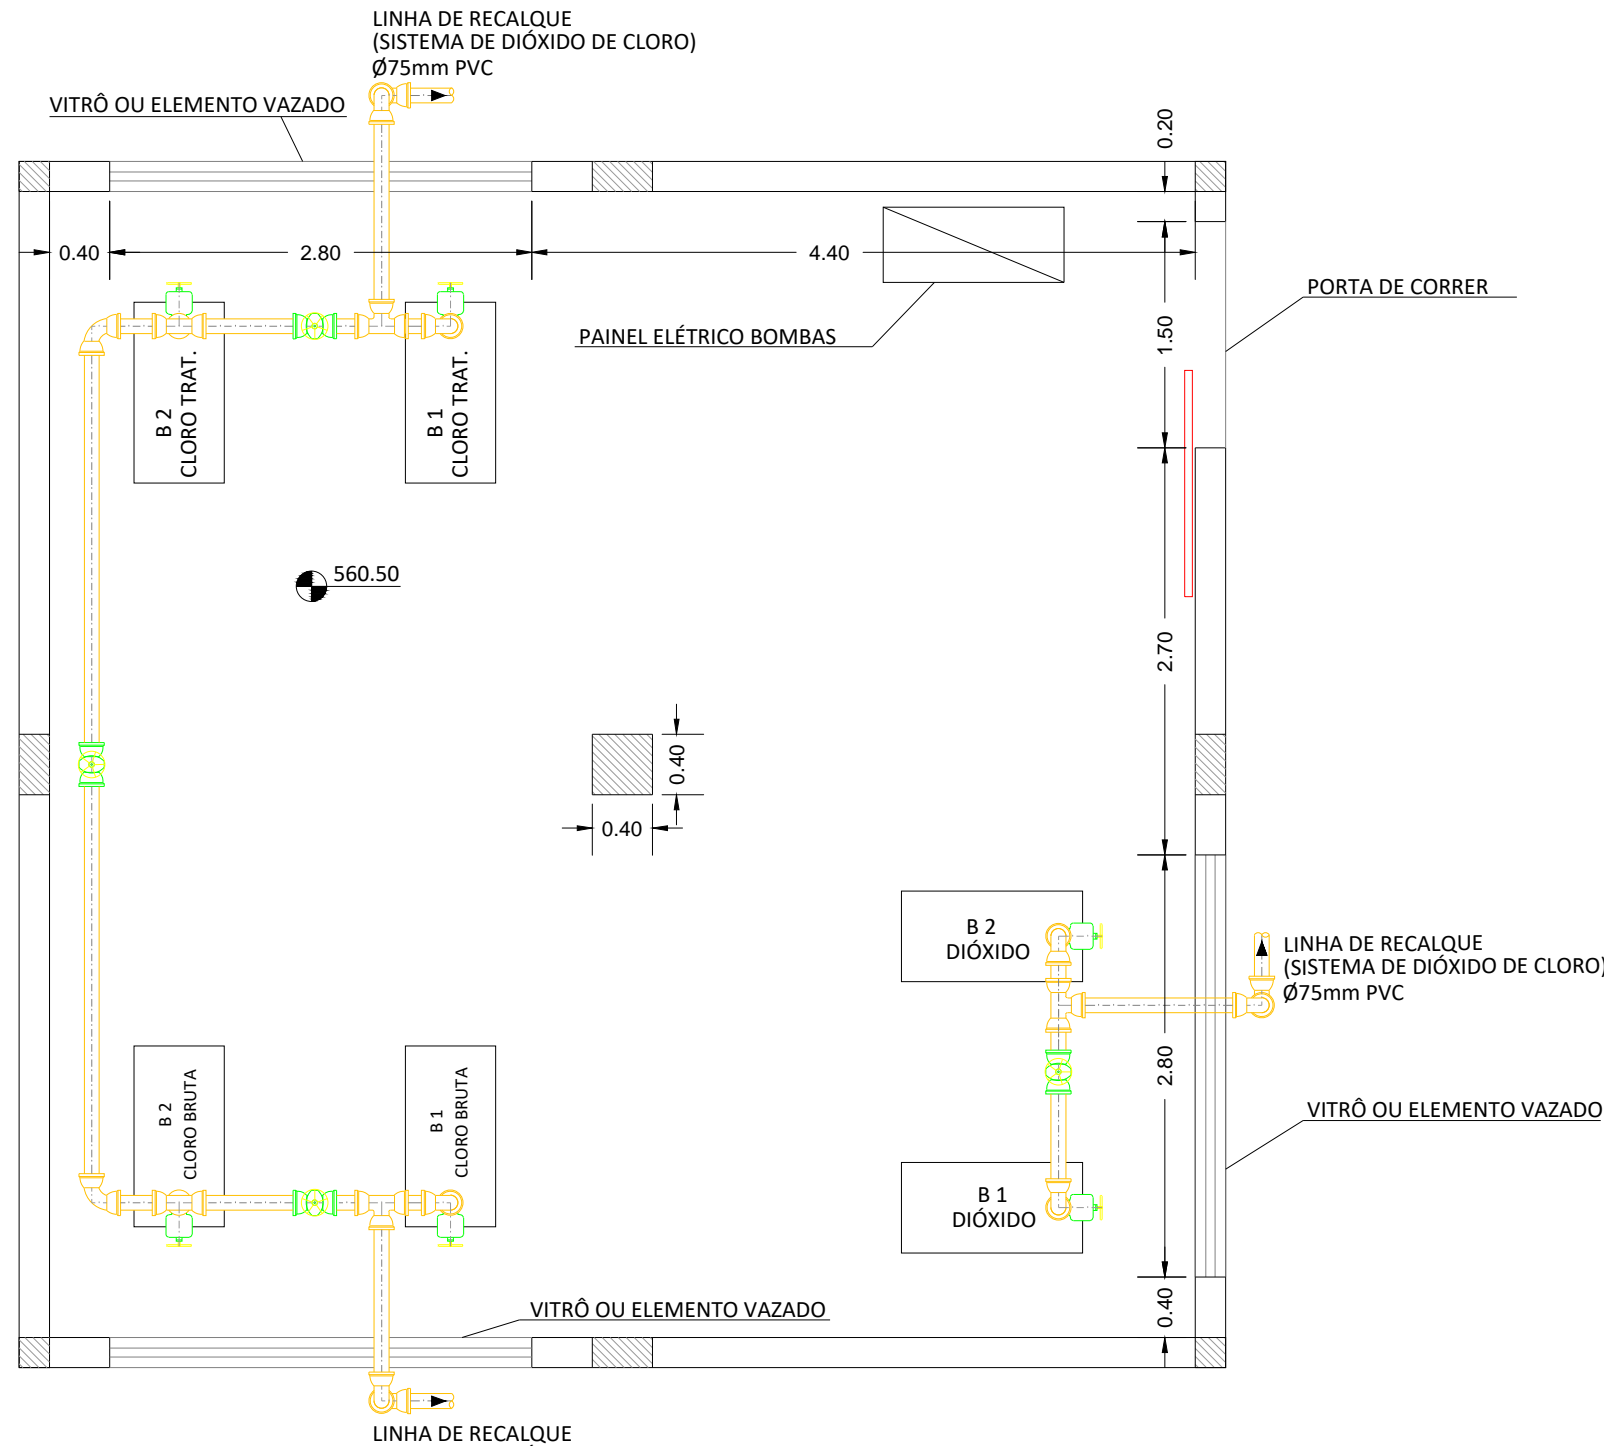 LINHA DE RECALQUE
(SISTEMA DE DIÓXIDO DE CLORO)
Ø75mm PVC
VITRÔ OU ELEMENTO VAZADO
0.20
0.40
2.80
4.40
PORTA DE CORRER
1.50
PAINEL ELÉTRICO BOMBAS
B 2
CLORO TRAT.
B 1
CLORO TRAT.
560.50
2.70
0.40
0.40
B 2
DIÓXIDO
LINHA DE RECALQUE
(SISTEMA DE DIÓXIDO DE CLORO)
Ø75mm PVC
2.80
B 2
CLORO BRUTA
B 1
CLORO BRUTA
VITRÔ OU ELEMENTO VAZADO
B 1
DIÓXIDO
VITRÔ OU ELEMENTO VAZADO
0.40
LINHA DE RECALQUE